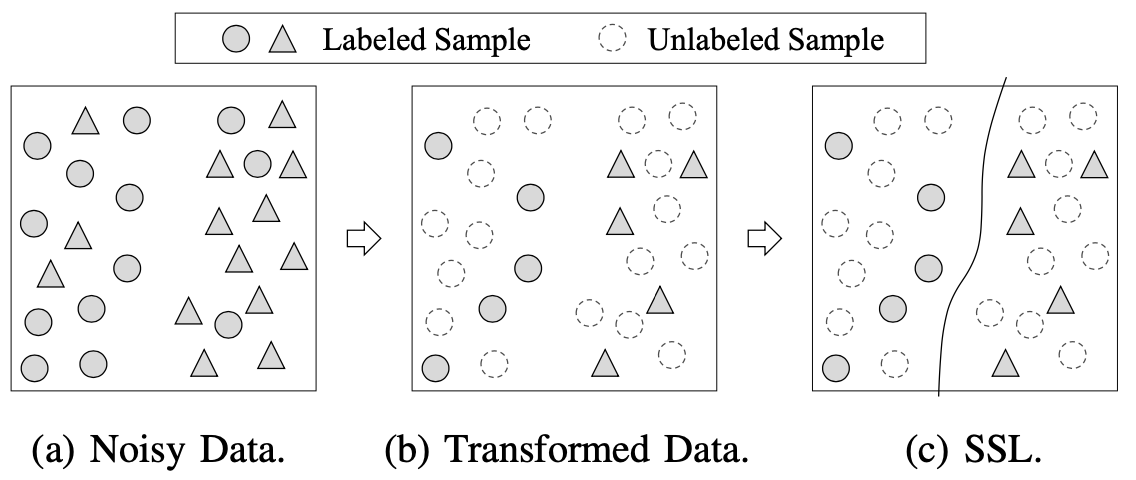 Labeled Sample Unlabeled Sample
(a) Noisy Data. (b) Transformed Data. (c) SSL.